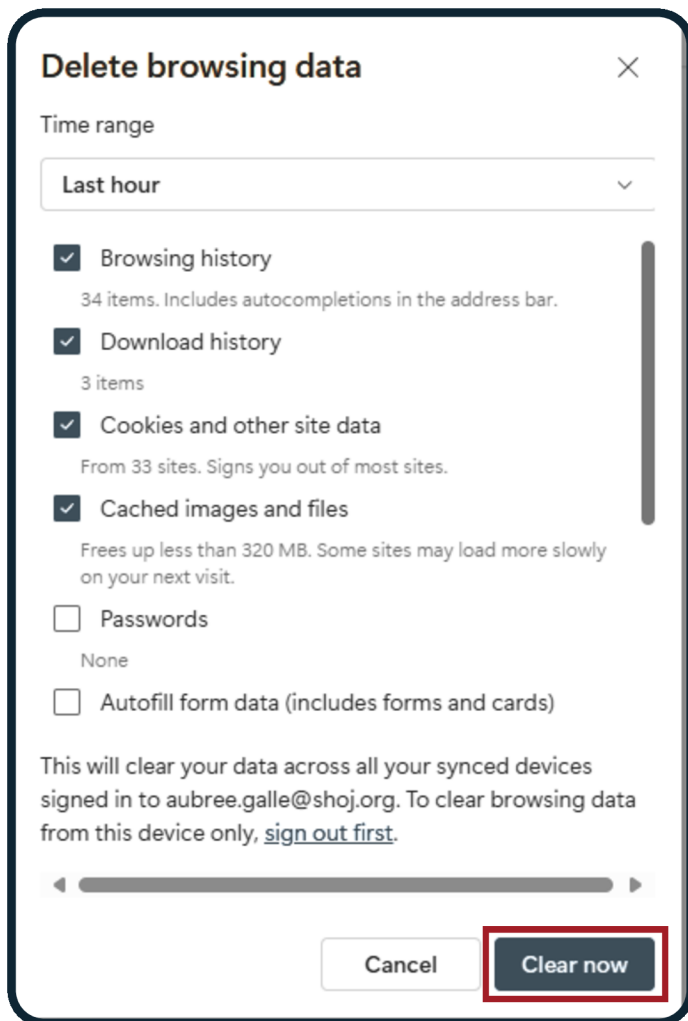 Delete browsing data
Time range
Last hour
Browsing history
34 items. Includes autocompletions in the address bar.
Download history
3 items
Cookies and other site data
From 33 sites. Signs you out of most sites.
Cached images and files
Frees up less than 320 MB. Some sites may load more slowly
on your next visit.
Passwords
None
Autofill form data (includes forms and cards)
This will clear your data across all your synced devices
signed in to aubree.galle@shoj.org. To clear browsing data
from this device only, sign out first.
Cancel
Clear now